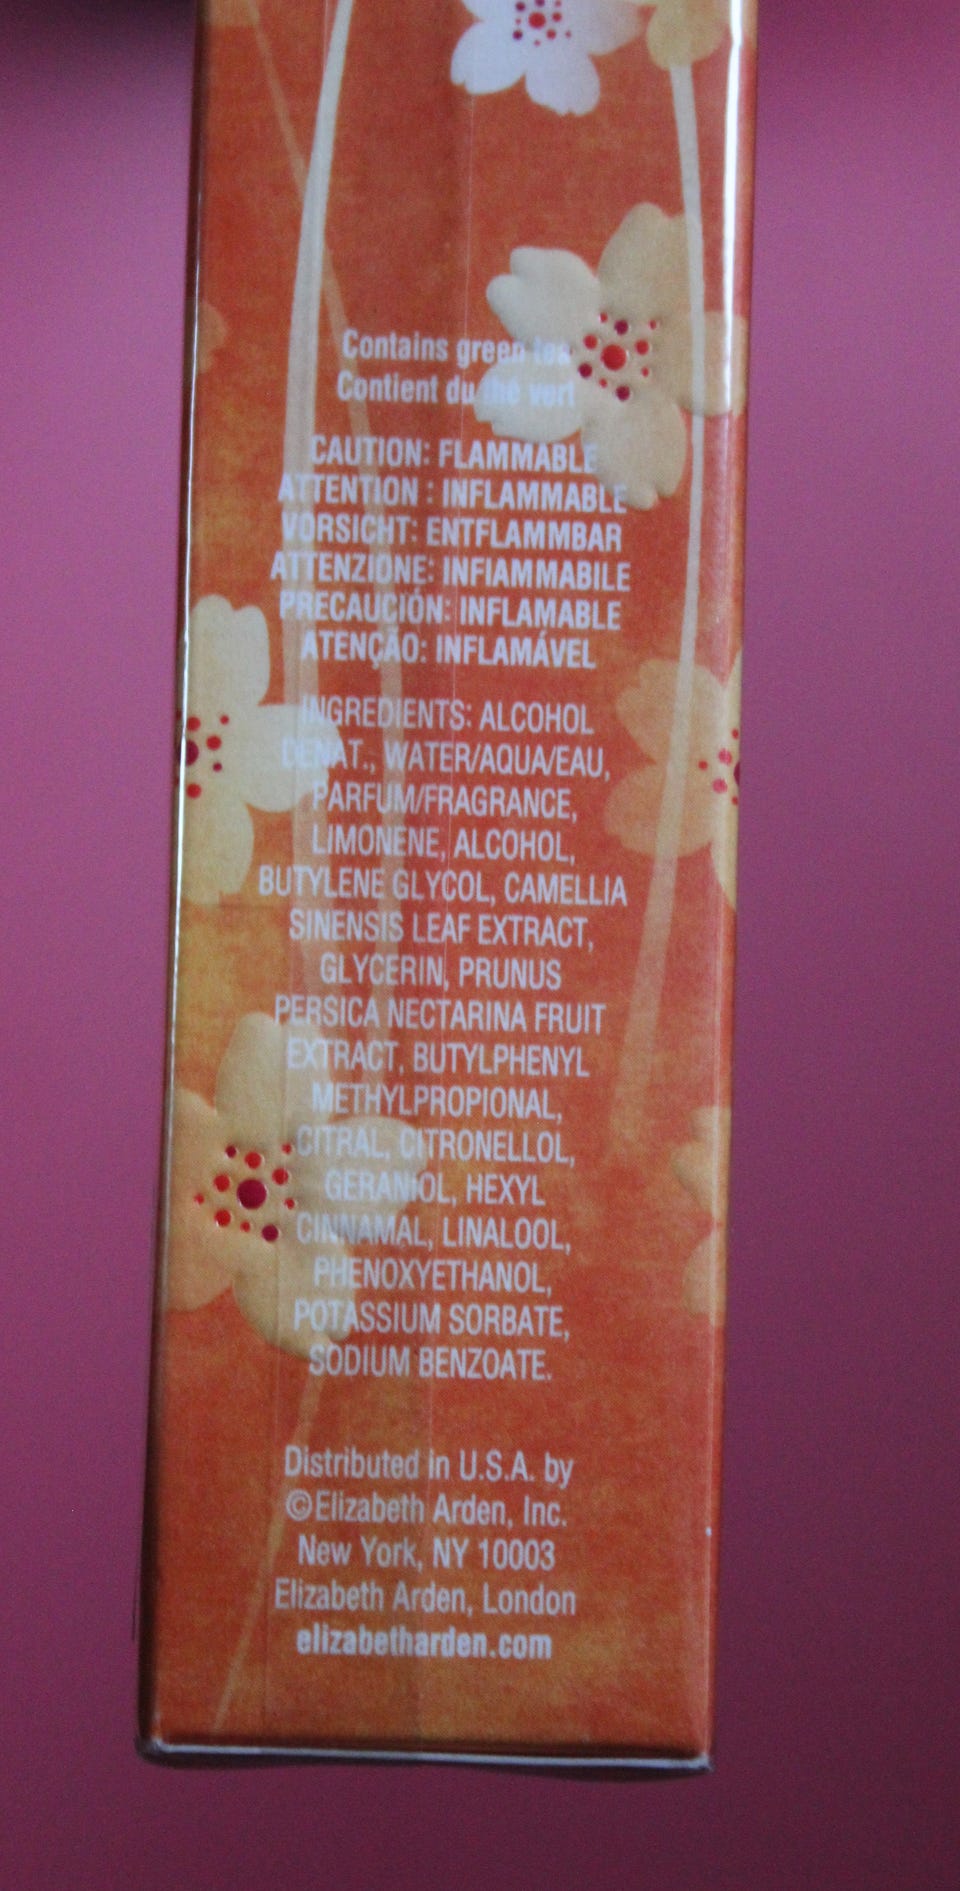 Contains green tea
Contient du thé vert
CAUTION: FLAMMABLE
ATTENTION : INFLAMMABLE
VORSICHT: ENTFLAMMBAR
ATTENZIONE: INFIAMMABILE
PRECAUCIÓN: INFLAMABLE
ATENÇÃO: INFLAMÁVEL
INGREDIENTS: ALCOHOL
DENAT., WATER/AQUA/EAU,
PARFUM/FRAGRANCE,
LIMONENE, ALCOHOL,
BUTYLENE GLYCOL, CAMELLIA
SINENSIS LEAF EXTRACT,
GLYCERIN, PRUNUS
PERSICA NECTARINA FRUIT
EXTRACT, BUTYLPHENYL
METHYLPROPIONAL,
CITRAL, CITRONELLOL,
GERANIOL, HEXYL
CINNAMAL, LINALOOL,
PHENOXYETHANOL,
POTASSIUM SORBATE,
SODIUM BENZOATE.
Distributed in U.S.A. by
©Elizabeth Arden, Inc.
New York, NY 10003
Elizabeth Arden, London
elizabetharden.com